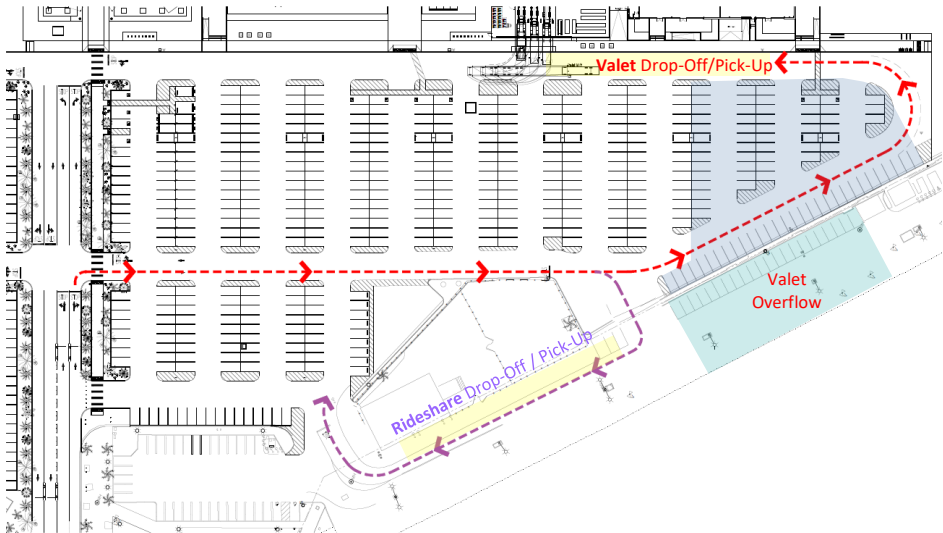 Valet Drop-Off/Pick-Up
Valet
Overflow
Rideshare Drop-Off / Pick-Up